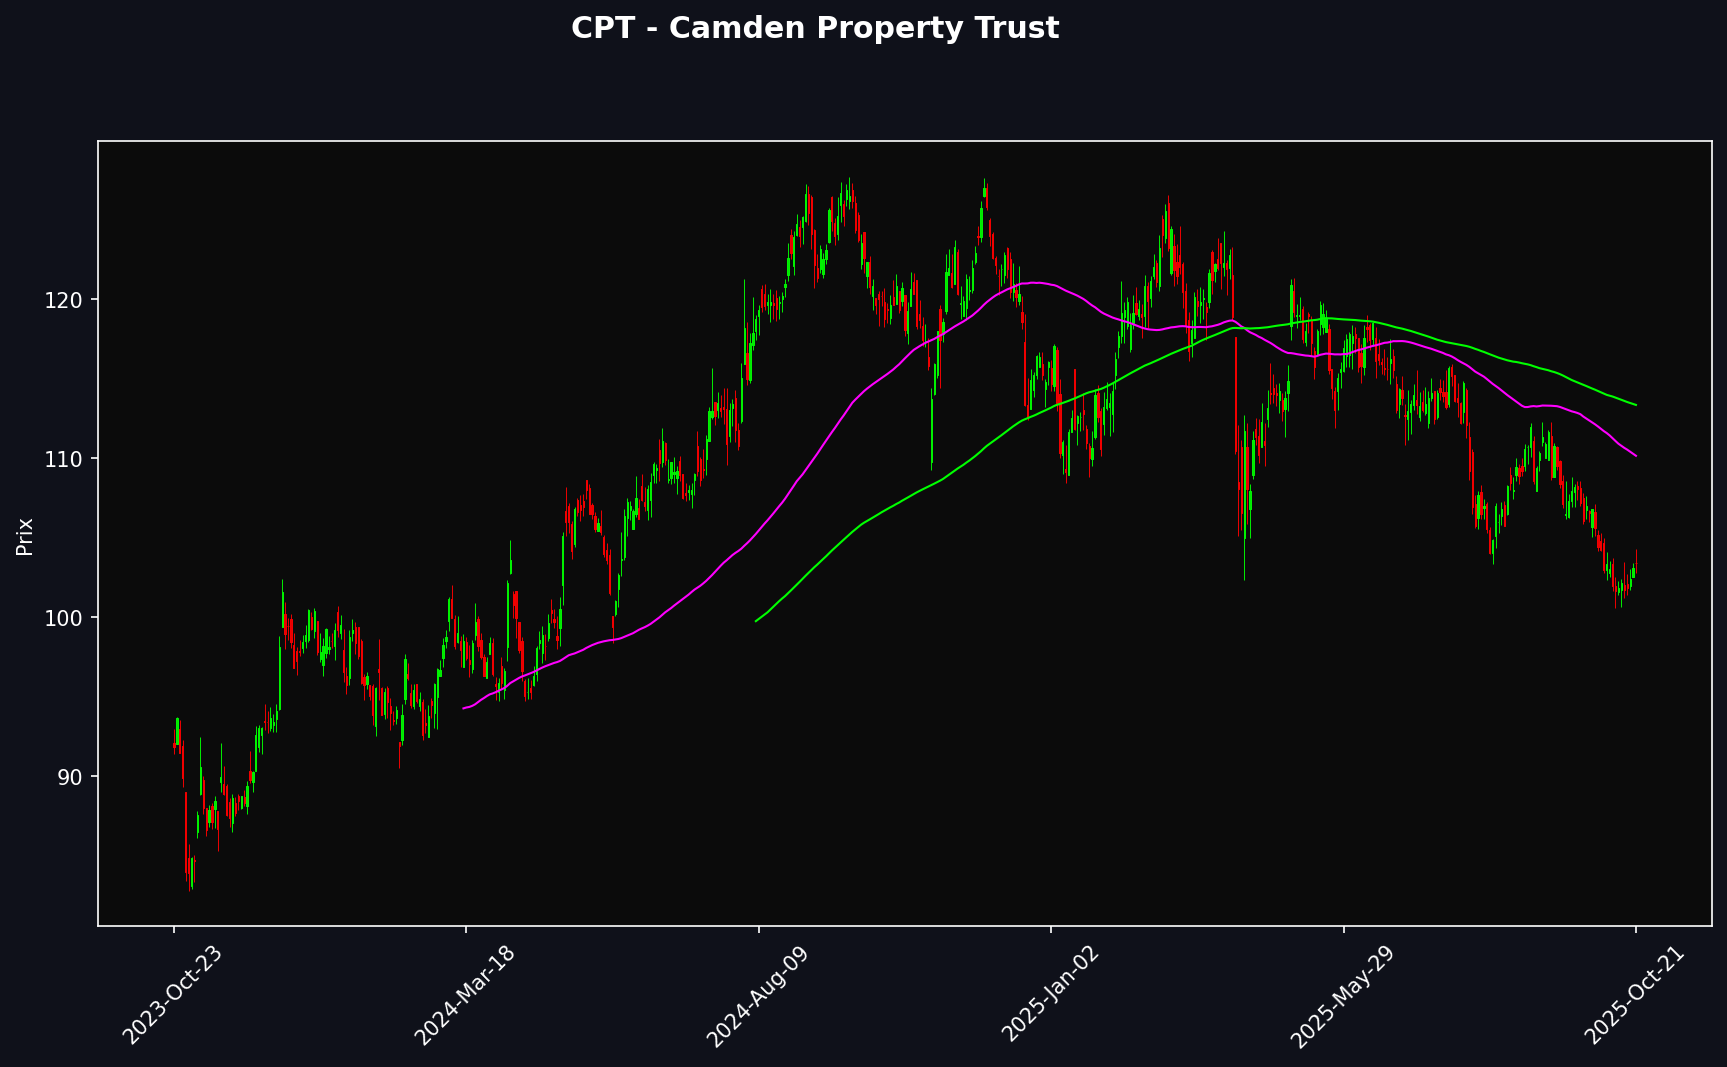 CPT - Camden Property Trust
Prix
120
110
100
90
2023-Oct-23
2024-Mar-18
2024-Aug-09
2025-Jan-02
2025-May-29
2025-Oct-21